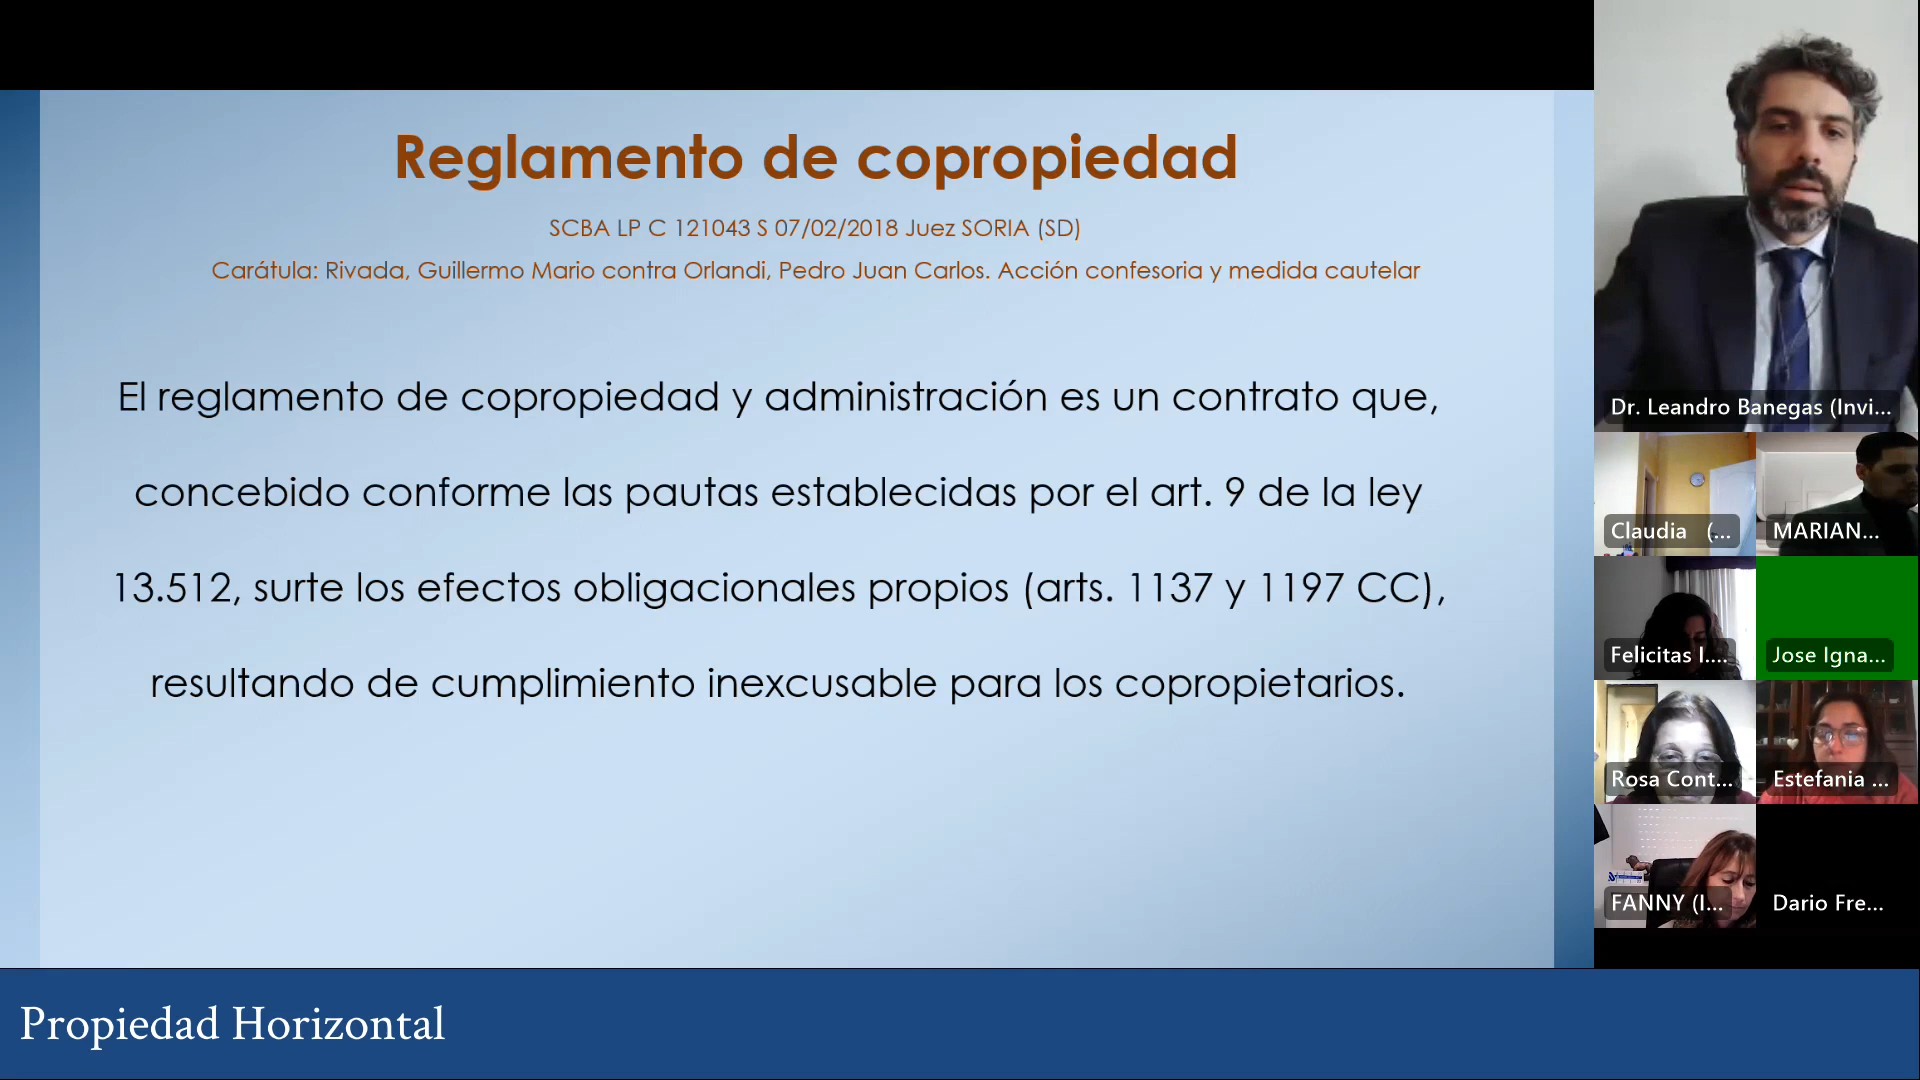 Reglamento de copropiedad
SCBA LP C 121043 S 07/02/2018 Juez SORIA (SD)
Carátula: Rivada, Guillermo Mario contra Orlandi, Pedro Juan Carlos. Acción confesoria y medida cautelar
El reglamento de copropiedad y administración es un contrato que,
concebido conforme las pautas establecidas por el art. 9 de la ley
13.512, surte los efectos obligacionales propios (arts. 1137 y 1197 CC),
resultando de cumplimiento inexcusable para los copropietarios.
Dr. Leandro Banegas (Invi...
Claudia (...
MARIAN...
Felicitas I....
Jose Igna...
Rosa Cont...
Estefania ...
FANNY (I...
Dario Fre...
Propiedad Horizontal